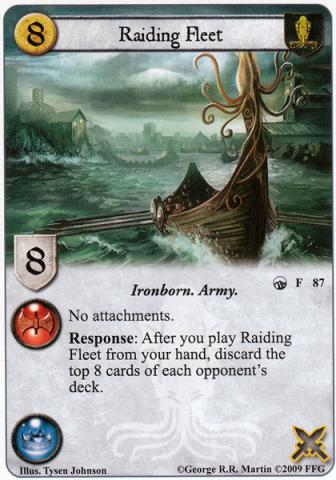 8
Raiding Fleet
8
Ironborn. Army.
F 87
No attachments.
Response: After you play Raiding
Fleet from your hand, discard the
top 8 cards of each opponent's
deck.
Illus. Tysen Johnson
©George R.R. Martin ©2009 FFG